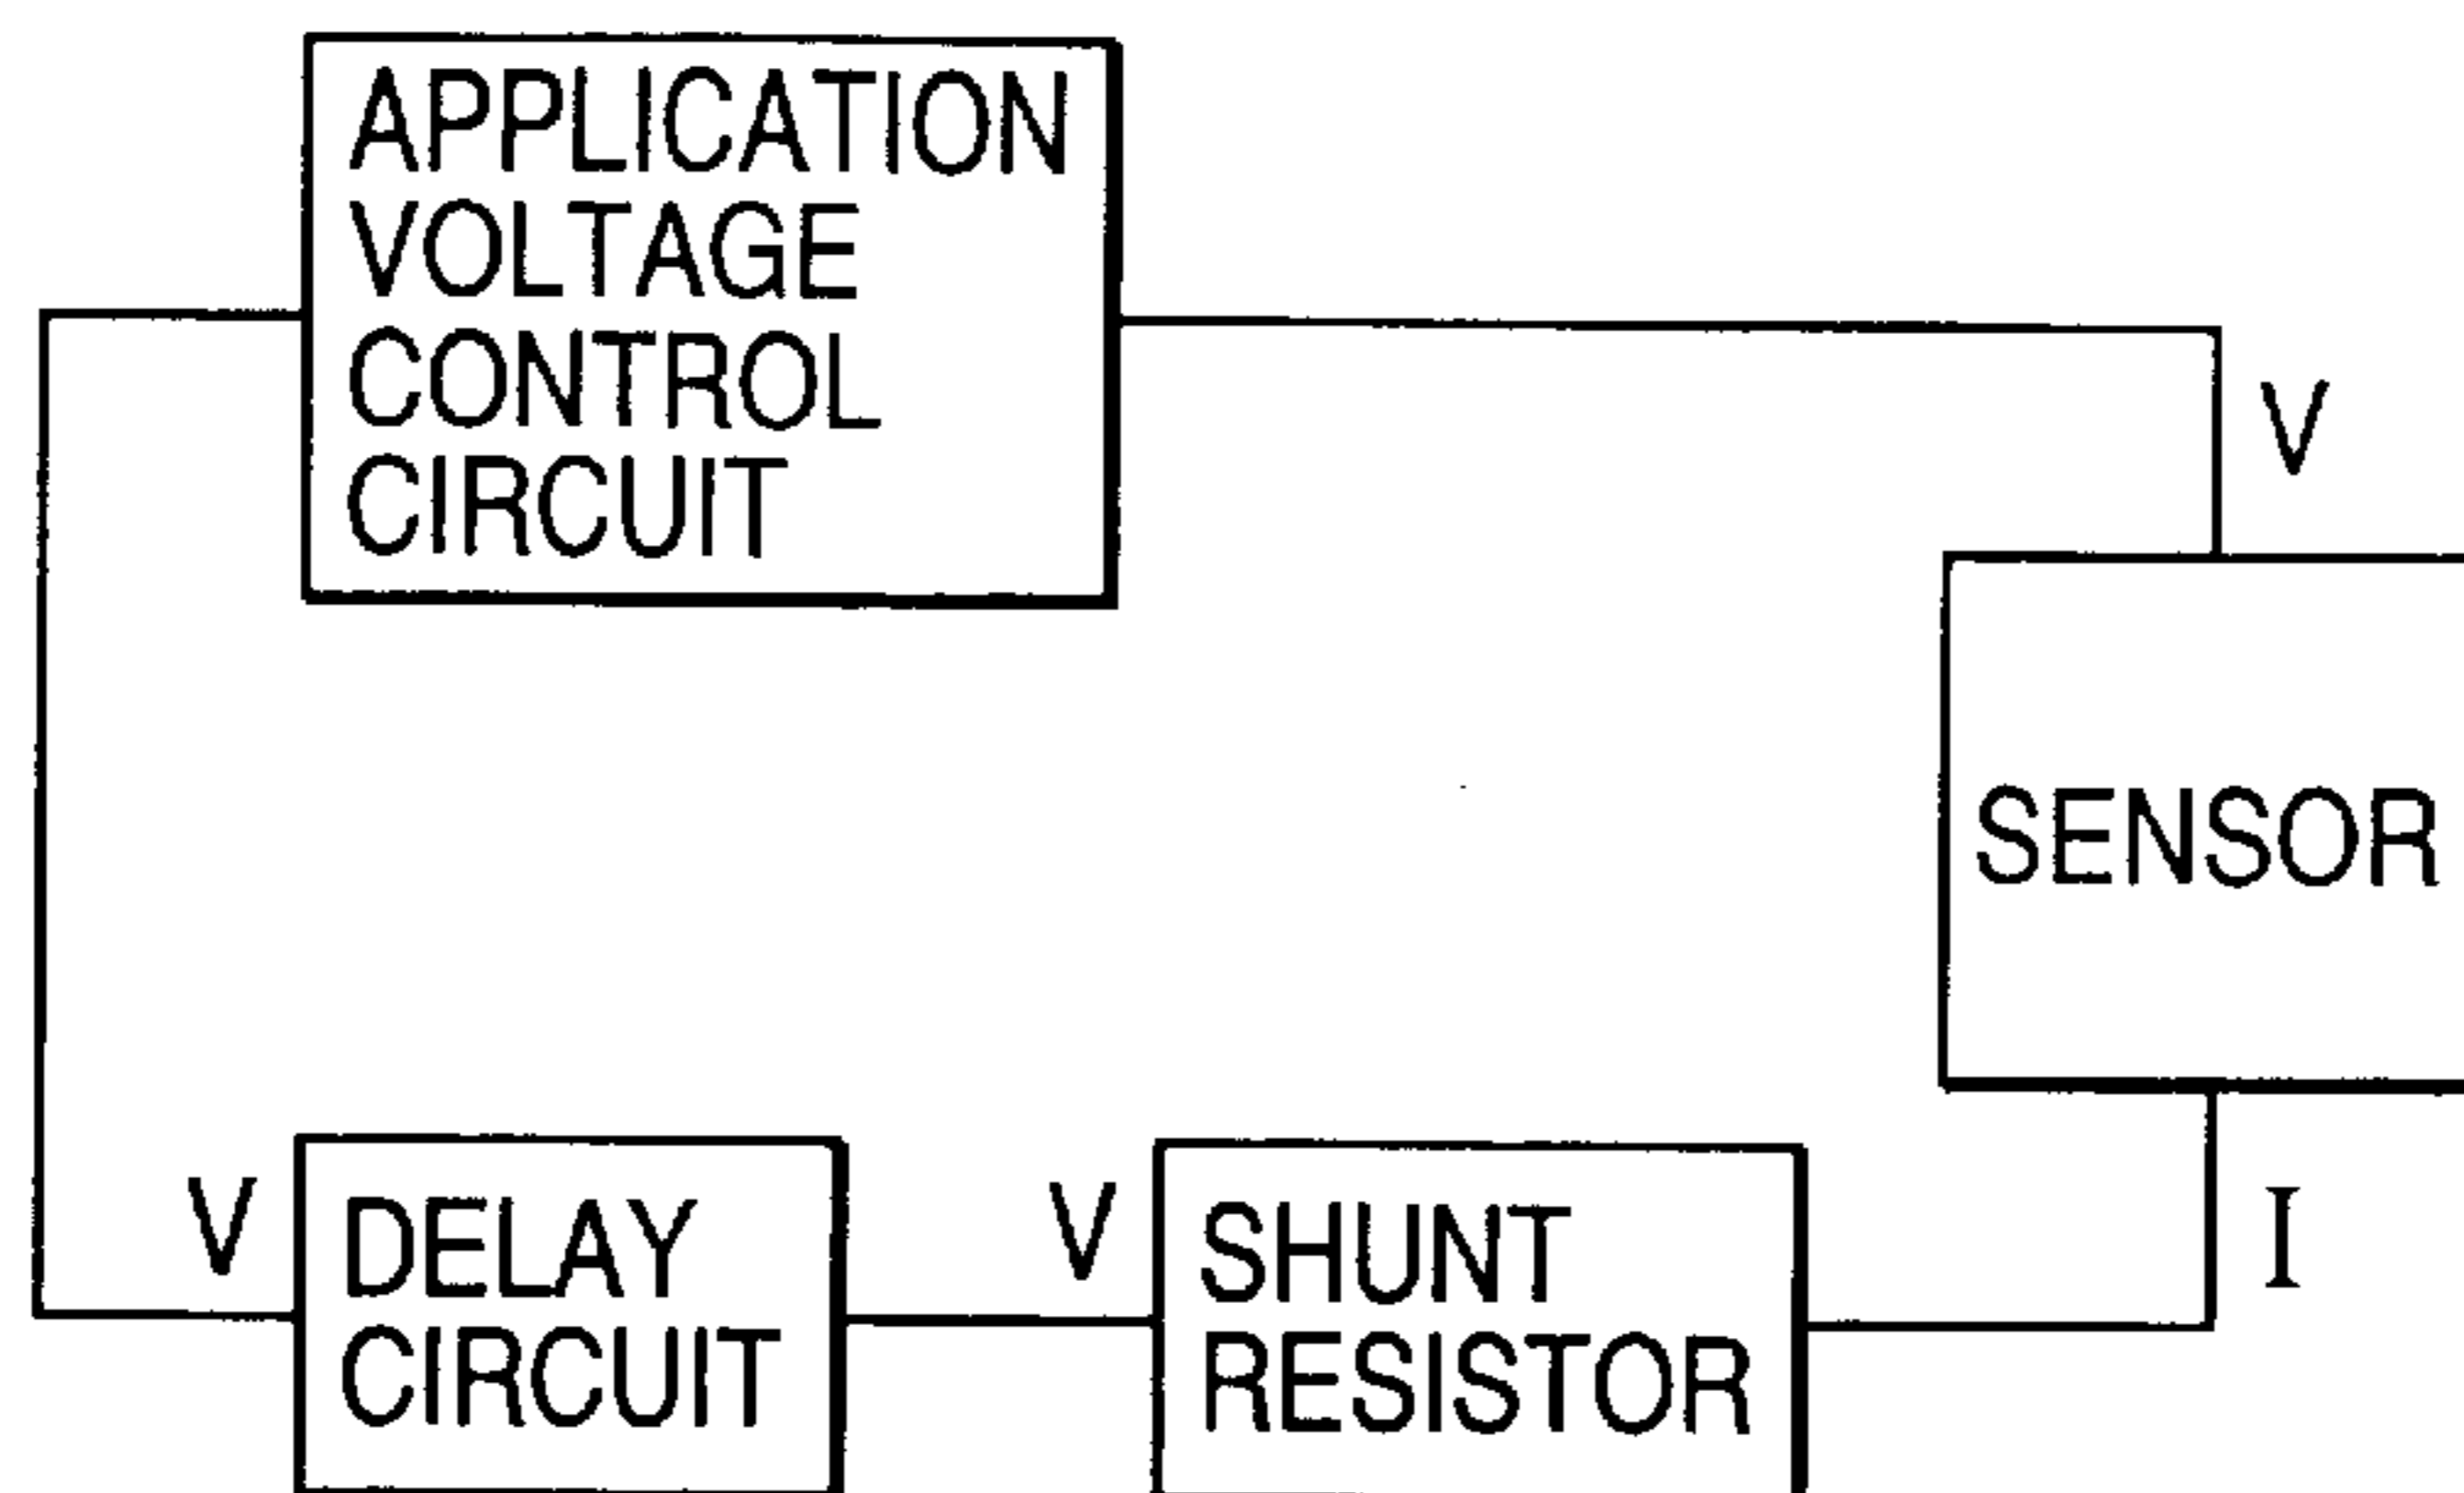 APPLICATION
VOLTAGE
CONTROL
CIRCUIT
V
SENSOR
V
DELAY
CIRCUIT
V
SHUNT
RESISTOR
I